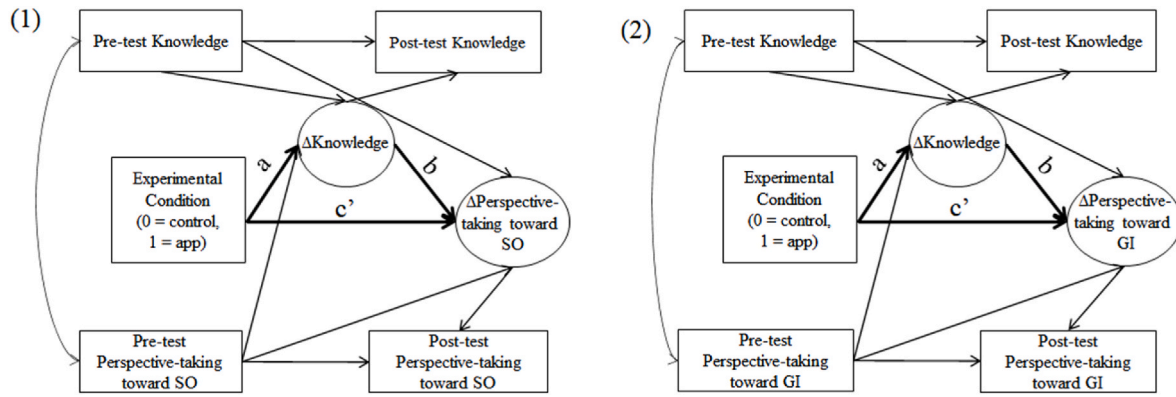 (1)
Pre-test Knowledge
Post-test Knowledge
ΔKnowledge
a
b
Experimental
Condition
(0 = control,
1 = app)
c’
ΔPerspective-
taking toward
SO
Pre-test
Perspective-taking
toward SO
Post-test
Perspective-taking
toward SO
(2)
Pre-test Knowledge
Post-test Knowledge
ΔKnowledge
a
b
Experimental
Condition
(0 = control,
1 = app)
c’
ΔPerspective-
taking toward
GI
Pre-test
Perspective-taking
toward GI
Post-test
Perspective-taking
toward GI